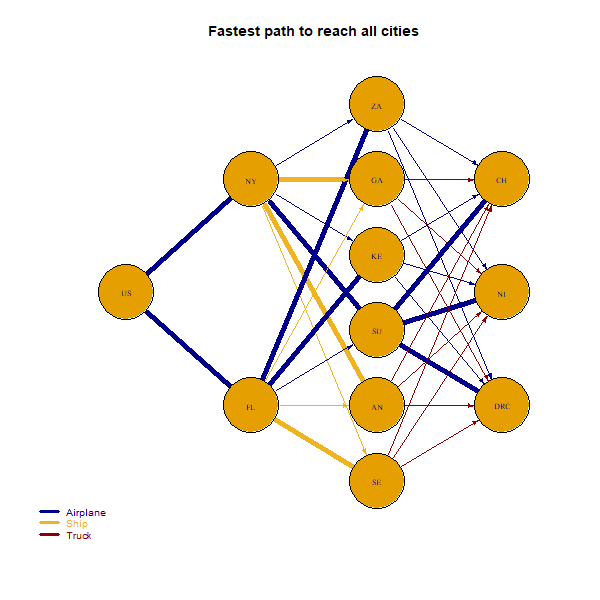 Fastest path to reach all cities
ZA
NY
GA
CH
KE
US
NI
SU
FL
AN
DRC
SE
Airplane
Ship
Truck